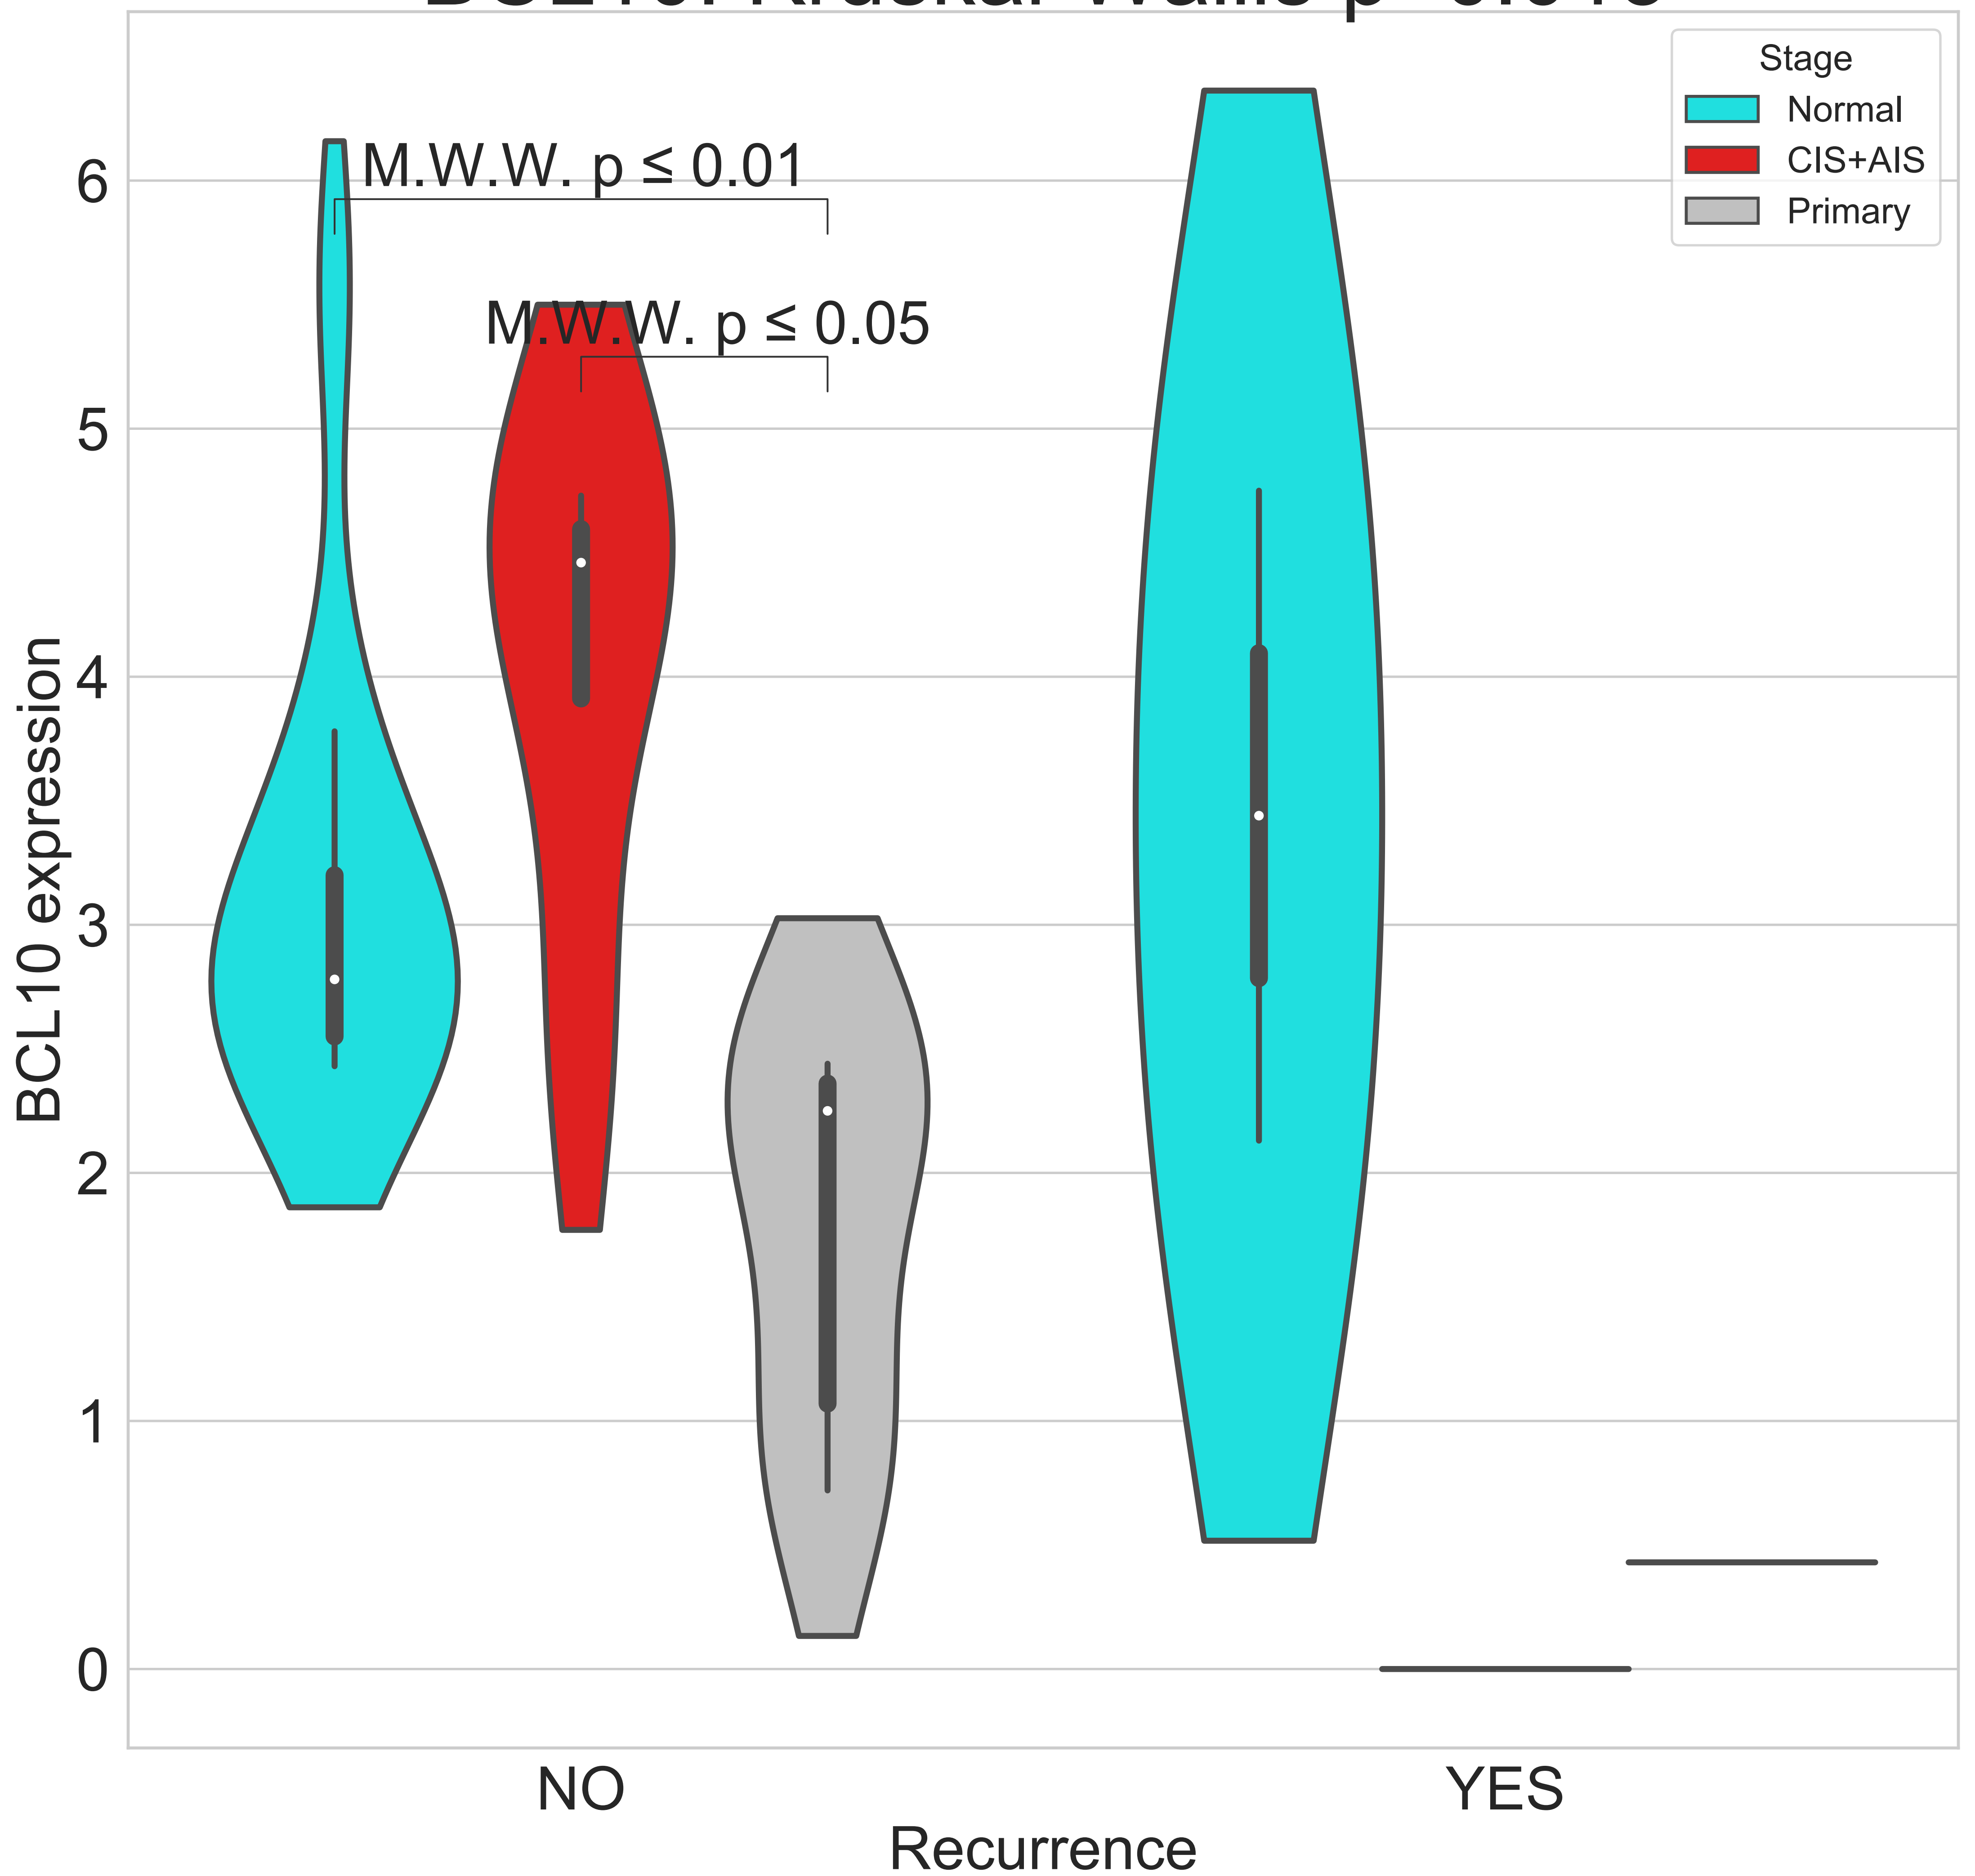 Stage
Normal
CIS+AIS
Primary
M.W.W. p ≤ 0.01
M.W.W. p ≤ 0.05
BCL10 expression
6
5
4
3
2
1
0
NO
YES
Recurrence